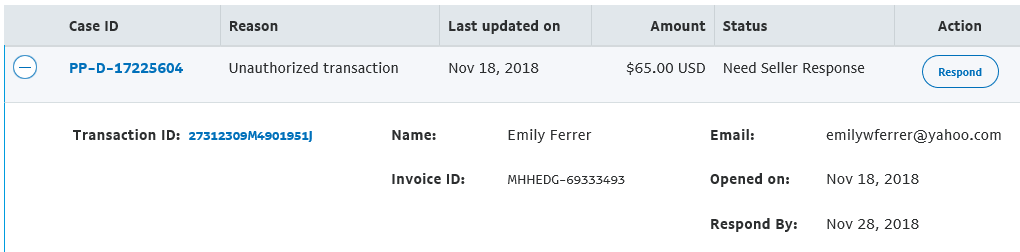 Case ID Reason Last updated on Amount Status Action
PP-D-17225604 Unauthorized transaction Nov 18, 2018 $65.00 USD Need Seller Response Respond
Transaction ID: 27312309M4901951J Name: Emily Ferrer Email: emilywferrer@yahoo.com
Invoice ID: MHHEDG-69333493 Opened on: Nov 18, 2018
Respond By: Nov 28, 2018